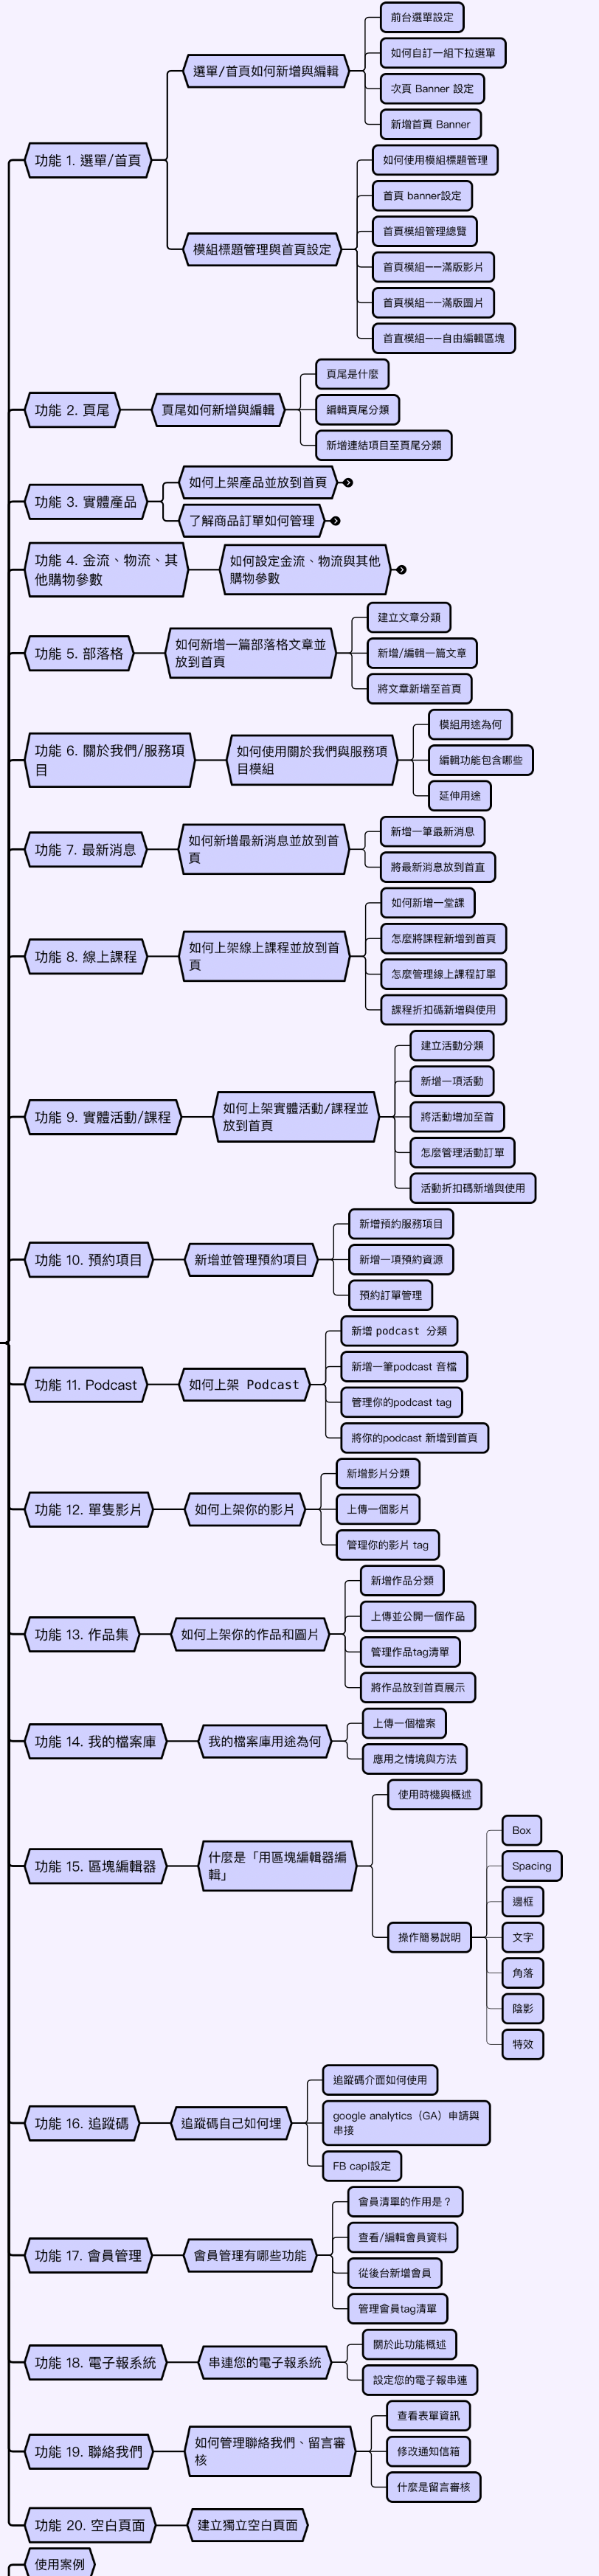 功能 1. 選單/首頁
選單/首頁如何新增與編輯
前台選單設定
如何自訂一組下拉選單
次頁 Banner 設定
新增首頁 Banner
模組標題管理與首頁設定
如何使用模組標題管理
首頁 banner設定
首頁模組管理總覽
首頁模組——滿版影片
首頁模組——滿版圖片
首直模組——自由編輯區塊
功能 2. 頁尾
頁尾如何新增與編輯
頁尾是什麼
編輯頁尾分類
新增連結項目至頁尾分類
功能 3. 實體產品
如何上架產品並放到首頁
了解商品訂單如何管理
功能 4. 金流、物流、其
他購物參數
如何設定金流、物流與其他
購物參數
功能 5. 部落格
如何新增一篇部落格文章並
放到首頁
建立文章分類
新增/編輯一篇文章
將文章新增至首頁
功能 6. 關於我們/服務項
目
如何使用關於我們與服務項
目模組
模組用途為何
編輯功能包含哪些
延伸用途
功能 7. 最新消息
如何新增最新消息並放到首
頁
新增一筆最新消息
將最新消息放到首直
功能 8. 線上課程
如何上架線上課程並放到首
頁
如何新增一堂課
怎麼將課程新增到首頁
怎麼管理線上課程訂單
課程折扣碼新增與使用
功能 9. 實體活動/課程
如何上架實體活動/課程並
放到首頁
建立活動分類
新增一項活動
將活動增加至首
怎麼管理活動訂單
活動折扣碼新增與使用
功能 10. 預約項目
新增並管理預約項目
新增預約服務項目
新增一項預約資源
預約訂單管理
功能 11. Podcast
如何上架 Podcast
新增 podcast 分類
新增一筆podcast 音檔
管理你的podcast tag
將你的podcast 新增到首頁
功能 12. 單隻影片
如何上架你的影片
新增影片分類
上傳一個影片
管理你的影片 tag
功能 13. 作品集
如何上架你的作品和圖片
新增作品分類
上傳並公開一個作品
管理作品tag清單
將作品放到首頁展示
功能 14. 我的檔案庫
我的檔案庫用途為何
上傳一個檔案
應用之情境與方法
功能 15. 區塊編輯器
什麼是「用區塊編輯器編
輯」
使用時機與概述
操作簡易說明
Box
Spacing
邊框
文字
角落
陰影
特效
功能 16. 追蹤碼
追蹤碼自己如何埋
追蹤碼介面如何使用
google analytics（GA）申請與
串接
FB capi設定
功能 17. 會員管理
會員管理有哪些功能
會員清單的作用是？
查看/編輯會員資料
從後台新增會員
管理會員tag清單
功能 18. 電子報系統
串連您的電子報系統
關於此功能概述
設定您的電子報串連
功能 19. 聯絡我們
如何管理聯絡我們、留言審
核
查看表單資訊
修改通知信箱
什麼是留言審核
功能 20. 空白頁面
建立獨立空白頁面
使用案例